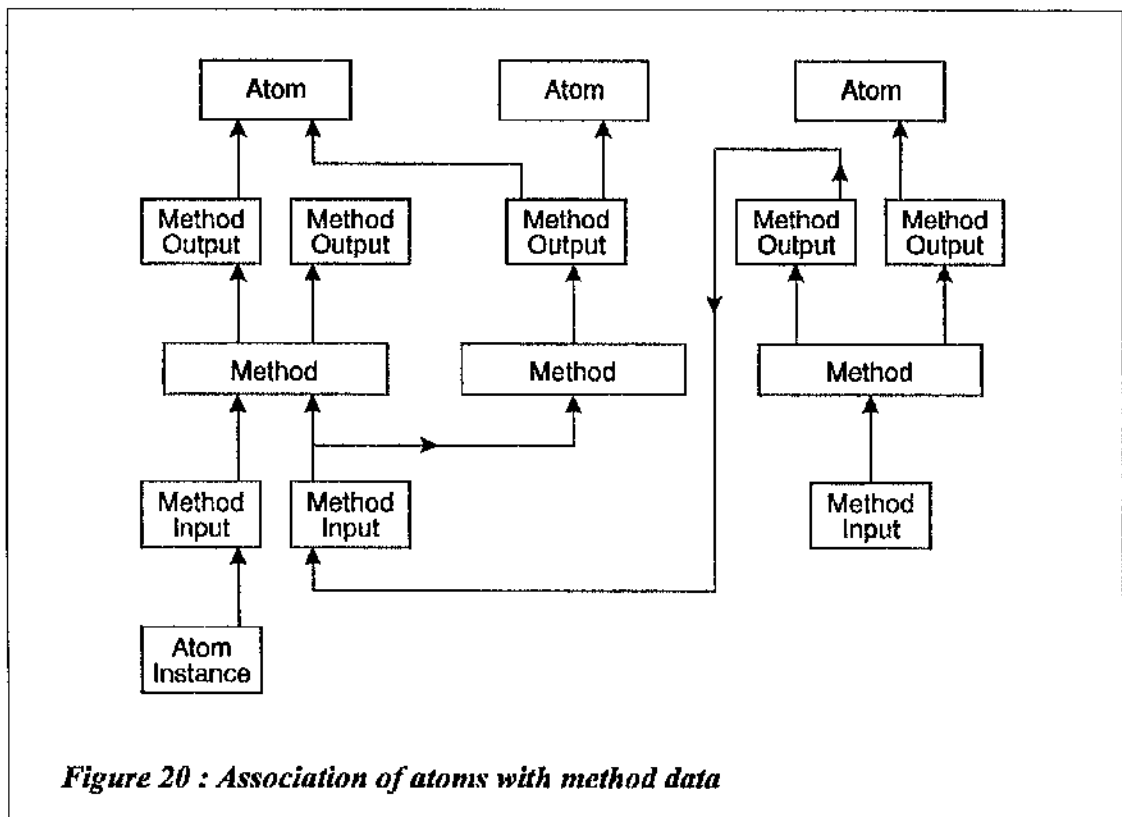 Atom
Atom
Atom
Method
Output
Method
Output
Method
Output
Method
Output
Method
Output
Method
Method
Method
Method
Input
Method
Input
Method
Input
Atom
Instance
Figure 20 : Association of atoms with method data